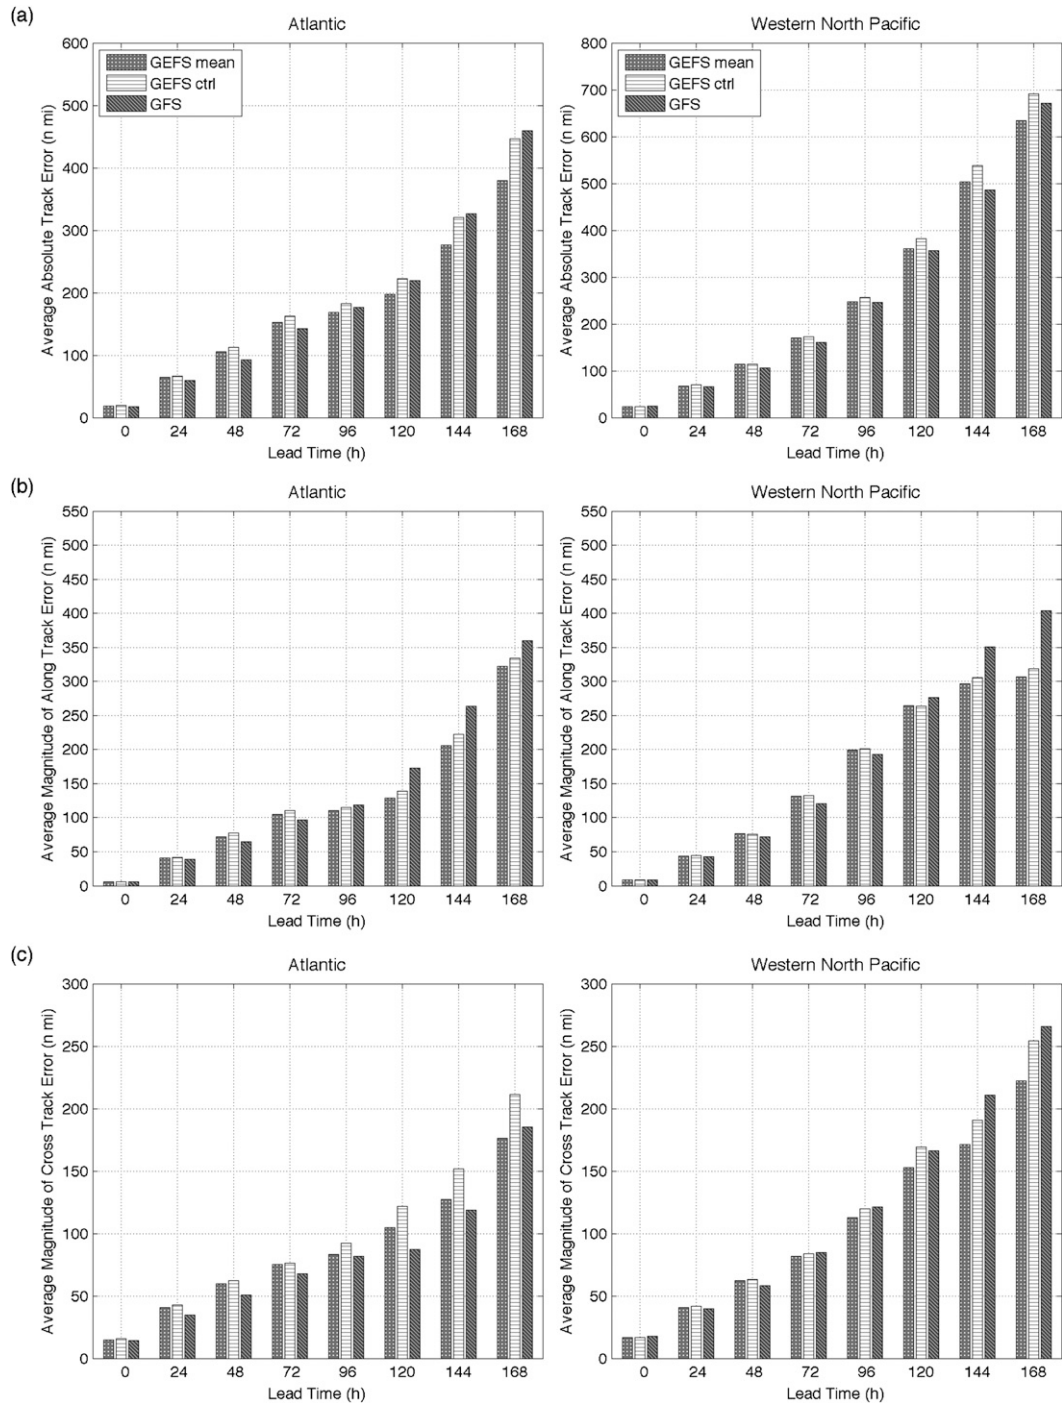 (a)
Atlantic
Average Absolute Track Error (n mi)
600
500
400
300
200
100
0
GEFS mean
GEFS ctrl
GFS
0 24 48 72 96 120 144 168
Lead Time (h)
Western North Pacific
Average Absolute Track Error (n mi)
800
700
600
500
400
300
200
100
0
GEFS mean
GEFS ctrl
GFS
0 24 48 72 96 120 144 168
Lead Time (h)
(b)
Atlantic
Average Magnitude of Along Track Error (n mi)
550
500
450
400
350
300
250
200
150
100
50
0
0 24 48 72 96 120 144 168
Lead Time (h)
Western North Pacific
Average Magnitude of Along Track Error (n mi)
550
500
450
400
350
300
250
200
150
100
50
0
0 24 48 72 96 120 144 168
Lead Time (h)
(c)
Atlantic
Average Magnitude of Cross Track Error (n mi)
300
250
200
150
100
50
0
0 24 48 72 96 120 144 168
Lead Time (h)
Western North Pacific
Average Magnitude of Cross Track Error (n mi)
300
250
200
150
100
50
0
0 24 48 72 96 120 144 168
Lead Time (h)